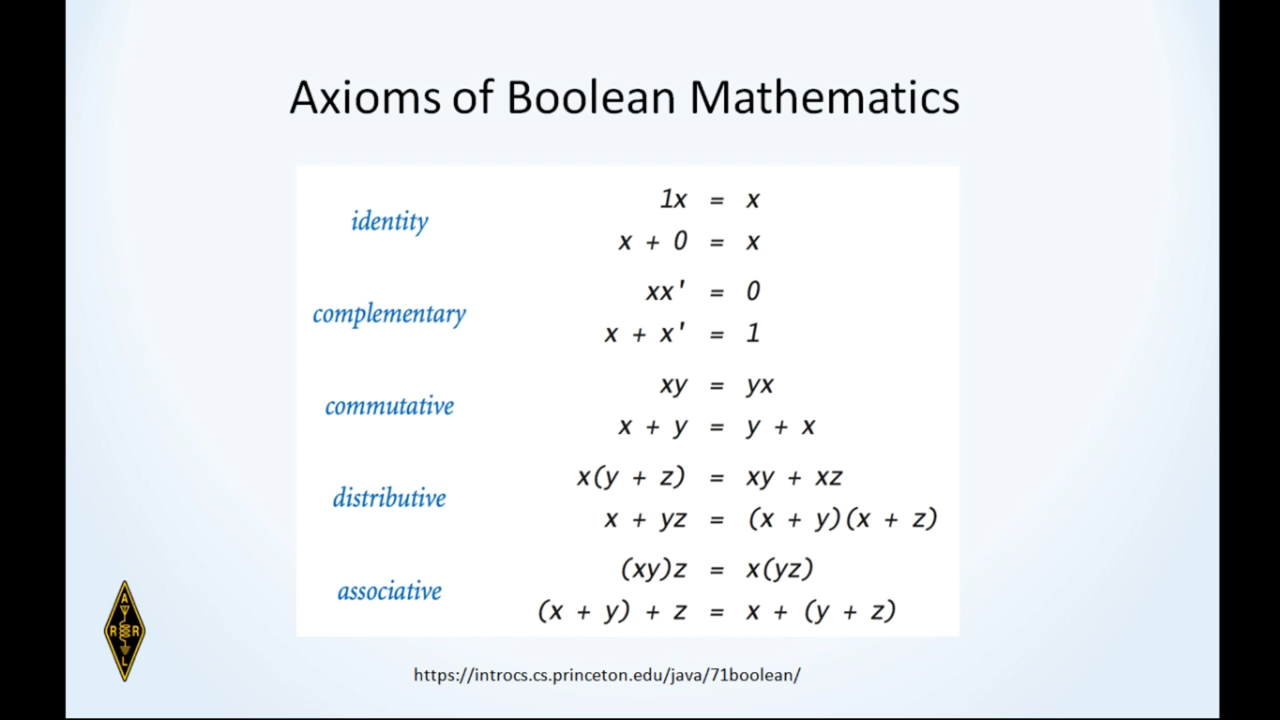 Axioms of Boolean Mathematics
identity
1x = x
x + 0 = x
complementary
xx' = 0
x + x' = 1
commutative
xy = yx
x + y = y + x
distributive
x(y + z) = xy + xz
x + yz = (x + y)(x + z)
associative
(xy)z = x(yz)
(x + y) + z = x + (y + z)
A
R R
L
https://introcs.cs.princeton.edu/java/71boolean/